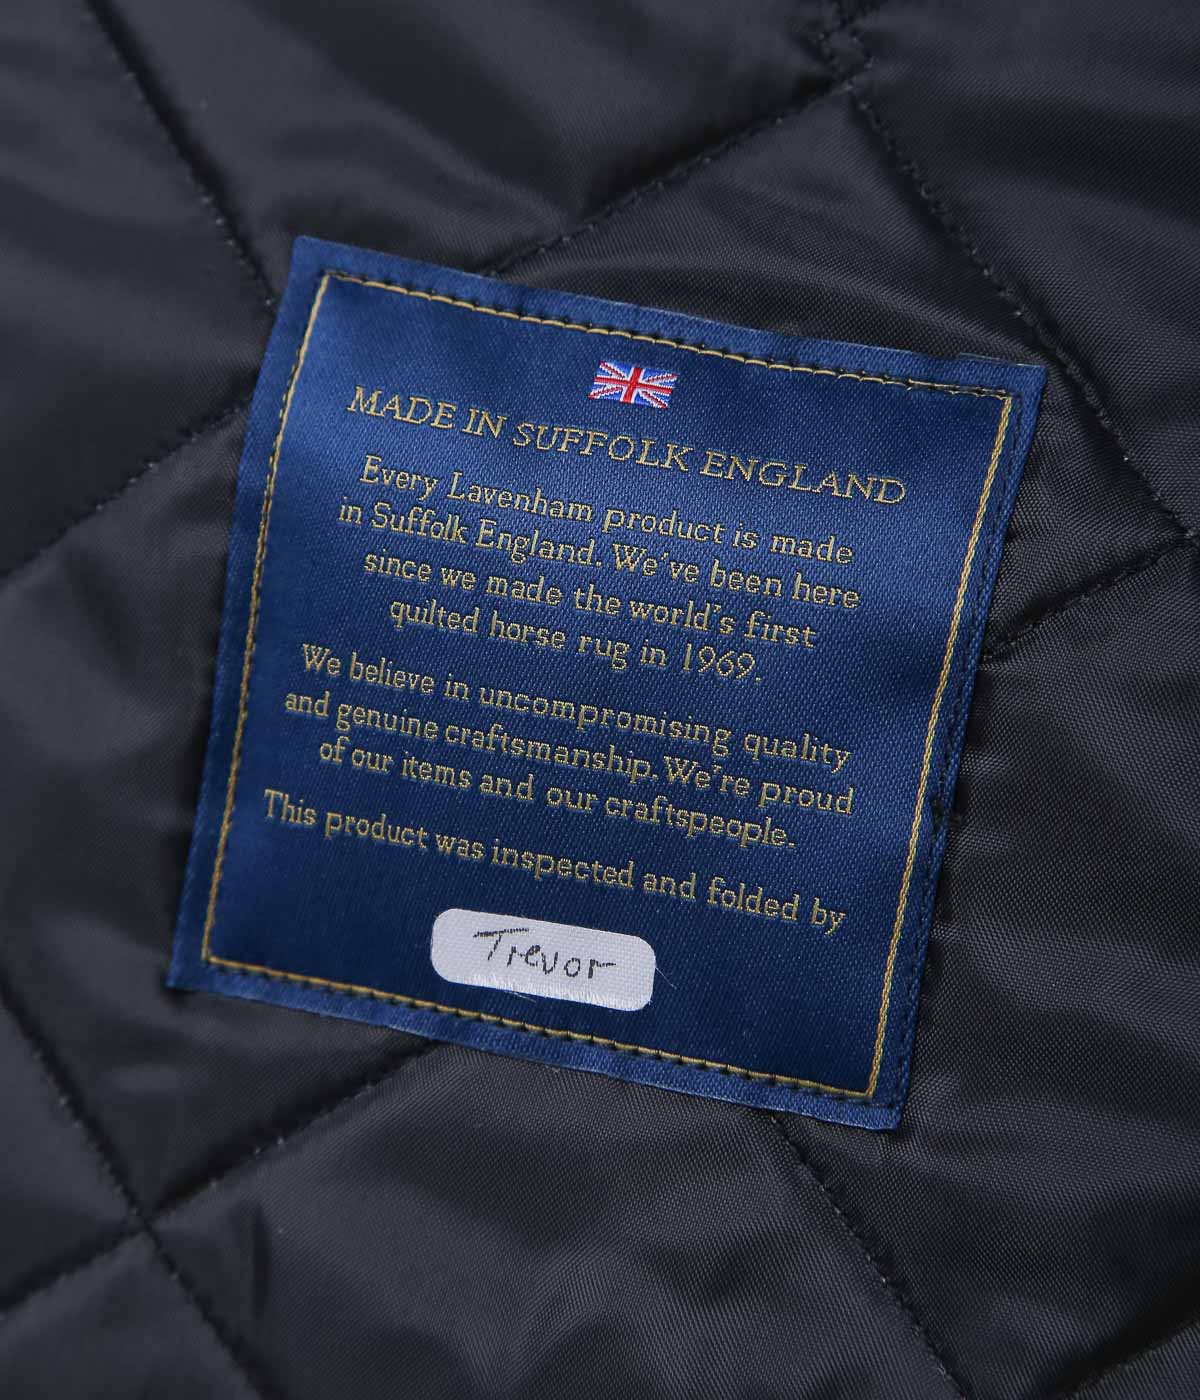 MADE IN SUFFOLK ENGLAND
Every Lavenham product is made
in Suffolk England. We've been here
since we made the world's first
quilted horse rug in 1969.
We believe in uncompromising quality
and genuine craftsmanship. We're proud
of our items and our craftspeople.
This product was inspected and folded by
Trevor